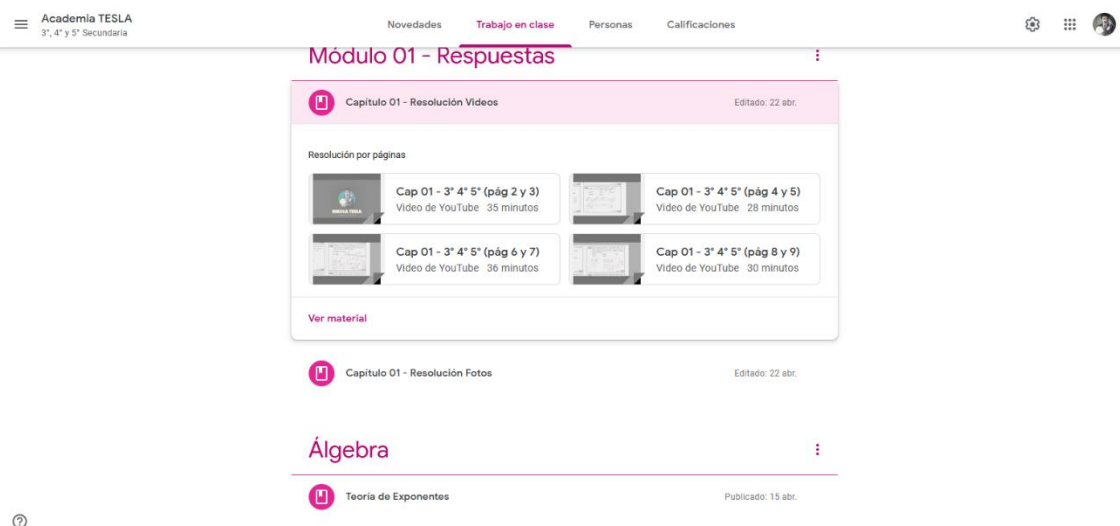 Academia TESLA
3°, 4° y 5° Secundaria
Novedades
Trabajo en clase
Personas
Calificaciones
Módulo 01 - Respuestas
Capítulo 01 - Resolución Videos
Editado: 22 abr.
Resolución por páginas
Cap 01 - 3° 4° 5° (pág 2 y 3)
Video de YouTube 35 minutos
Cap 01 - 3° 4° 5° (pág 4 y 5)
Video de YouTube 28 minutos
Cap 01 - 3° 4° 5° (pág 6 y 7)
Video de YouTube 36 minutos
Cap 01 - 3° 4° 5° (pág 8 y 9)
Video de YouTube 30 minutos
Ver material
Capítulo 01 - Resolución Fotos
Editado: 22 abr.
Álgebra
Teoría de Exponentes
Publicado: 15 abr.